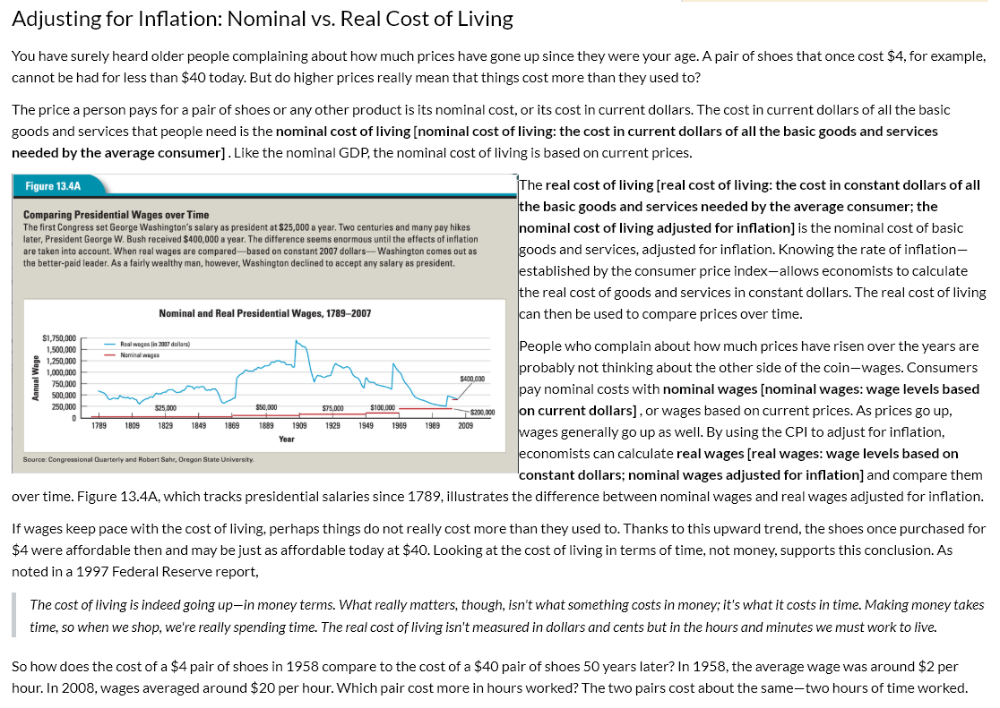 Adjusting for Inflation: Nominal vs. Real Cost of Living
You have surely heard older people complaining about how much prices have gone up since they were your age. A pair of shoes that once cost $4, for example,
cannot be had for less than $40 today. But do higher prices really mean that things cost more than they used to?
The price a person pays for a pair of shoes or any other product is its nominal cost, or its cost in current dollars. The cost in current dollars of all the basic
goods and services that people need is the nominal cost of living [nominal cost of living: the cost in current dollars of all the basic goods and services
needed by the average consumer] . Like the nominal GDP, the nominal cost of living is based on current prices.
Figure 13.4A
Comparing Presidential Wages over Time
The first Congress set George Washington's salary as president at $25,000 a year. Two centuries and many pay hikes
later, President George W. Bush received $400,000 a year. The difference seems enormous until the effects of inflation
are taken into account. When real wages are compared—based on constant 2007 dollars—Washington comes out as
the better-paid leader. As a fairly wealthy man, however, Washington declined to accept any salary as president.
Nominal and Real Presidential Wages, 1789–2007
Annual Wage
$1,750,000
1,500,000
1,250,000
1,000,000
750,000
500,000
250,000
0
Real wages (in 2007 dollars)
Nominal wages
$25,000
$50,000
$75,000
$100,000
$400,000
$200,000
1789 1809 1829 1849 1869 1889 1909 1929 1949 1969 1989 2009
Year
Source: Congressional Quarterly and Robert Sahr, Oregon State University.
The real cost of living [real cost of living: the cost in constant dollars of all
the basic goods and services needed by the average consumer; the
nominal cost of living adjusted for inflation] is the nominal cost of basic
goods and services, adjusted for inflation. Knowing the rate of inflation—
established by the consumer price index—allows economists to calculate
the real cost of goods and services in constant dollars. The real cost of living
can then be used to compare prices over time.
People who complain about how much prices have risen over the years are
probably not thinking about the other side of the coin—wages. Consumers
pay nominal costs with nominal wages [nominal wages: wage levels based
on current dollars] , or wages based on current prices. As prices go up,
wages generally go up as well. By using the CPI to adjust for inflation,
economists can calculate real wages [real wages: wage levels based on
constant dollars; nominal wages adjusted for inflation] and compare them
over time. Figure 13.4A, which tracks presidential salaries since 1789, illustrates the difference between nominal wages and real wages adjusted for inflation.
If wages keep pace with the cost of living, perhaps things do not really cost more than they used to. Thanks to this upward trend, the shoes once purchased for
$4 were affordable then and may be just as affordable today at $40. Looking at the cost of living in terms of time, not money, supports this conclusion. As
noted in a 1997 Federal Reserve report,
The cost of living is indeed going up—in money terms. What really matters, though, isn't what something costs in money; it's what it costs in time. Making money takes
time, so when we shop, we're really spending time. The real cost of living isn't measured in dollars and cents but in the hours and minutes we must work to live.
So how does the cost of a $4 pair of shoes in 1958 compare to the cost of a $40 pair of shoes 50 years later? In 1958, the average wage was around $2 per
hour. In 2008, wages averaged around $20 per hour. Which pair cost more in hours worked? The two pairs cost about the same—two hours of time worked.